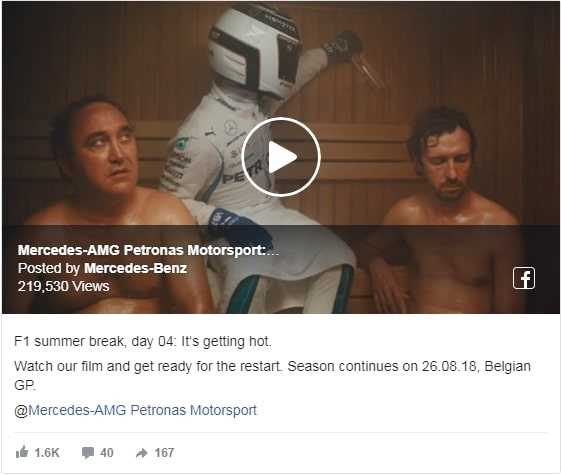 PETR
Mercedes-AMG Petronas Motorsport:...
Posted by Mercedes-Benz
219,530 Views
F1 summer break, day 04: It's getting hot.
Watch our film and get ready for the restart. Season continues on 26.08.18, Belgian
GP.
@Mercedes-AMG Petronas Motorsport
1.6K 40 167